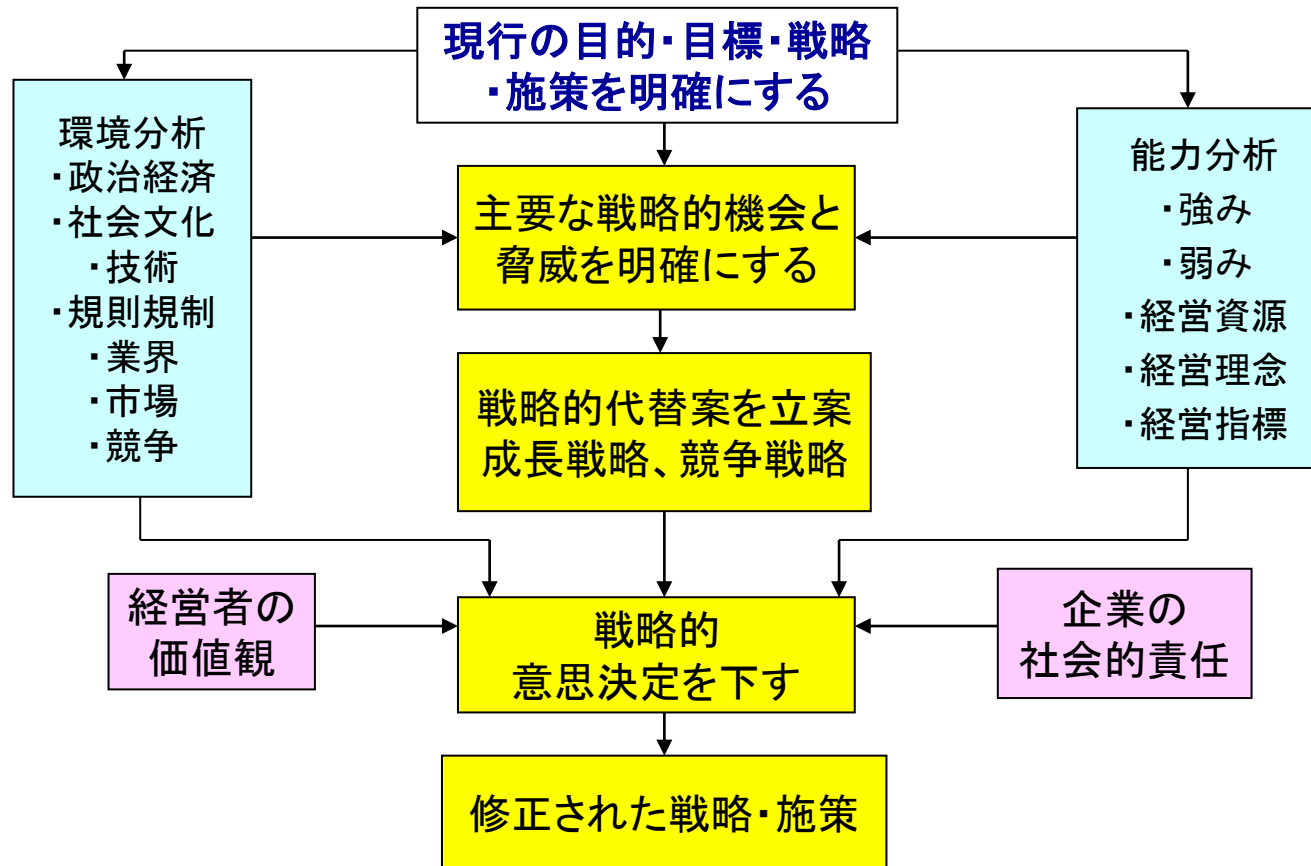 現行の目的・目標・戦略
・施策を明確にする
環境分析
・政治経済
・社会文化
・技術
・規則規制
・業界
・市場
・競争
主要な戦略的機会と
脅威を明確にする
能力分析
・強み
・弱み
・経営資源
・経営理念
・経営指標
戦略的代替案を立案
成長戦略、競争戦略
経営者の
価値観
戦略的
意思決定を下す
企業の
社会的責任
修正された戦略・施策